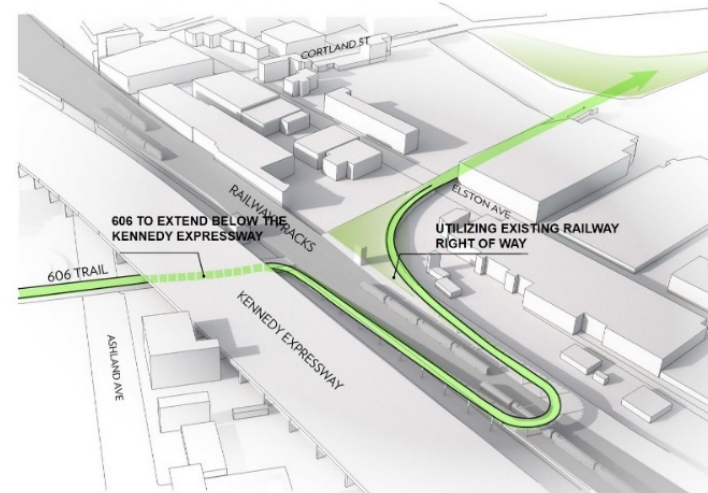 CORTLAND ST
RAILWAY TRACKS
ELSTON AVE
606 TO EXTEND BELOW THE
KENNEDY EXPRESSWAY
UTILIZING EXISTING RAILWAY
RIGHT OF WAY
606 TRAIL
KENNEDY EXPRESSWAY
ASHLAND AVE